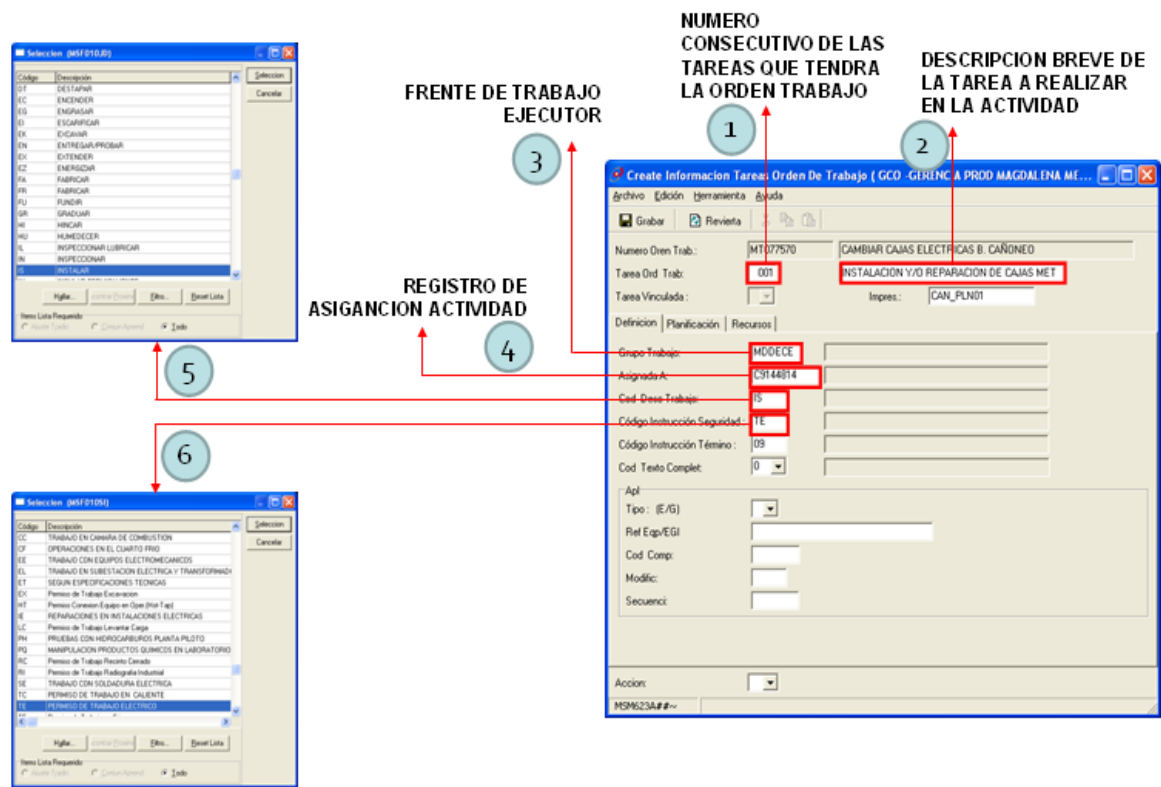 NUMERO
CONSECUTIVO DE LAS
TAREAS QUE TENDRA
LA ORDEN TRABAJO
1
DESCRIPCION BREVE DE
LA TAREA A REALIZAR
EN LA ACTIVIDAD
2
FRENTE DE TRABAJO
EJECUTOR
3
REGISTRO DE
ASIGANCION ACTIVIDAD
4
5
6
Seleccion (MSF010JD)
Código Descripción
DT DESTAPAR
EC ENCENDER
EG ENGRASAR
EI ESCARIFICAR
EK EXCAVAR
EN ENTREGAR/PROBAR
EX EXTENDER
EZ ENERGIZAR
FA FABRICAR
FR FABRICAR
FU FUNDIR
GR GRADUAR
HI HINCAR
HU HUMEDECER
IL INSPECCIONAR LUBRICAR
IN INSPECCIONAR
IS INSTALAR
Seleccion
Cancelar
Hallar... Filtro... Reset Lista
Items Lista Requerido
Todo
Seleccion (MSF010SI)
Código Descripción
CC TRABAJO EN CAMARA DE COMBUSTION
CF OPERACIONES EN EL CUARTO FRIO
EE TRABAJO CON EQUIPOS ELECTROMECANICOS
EL TRABAJO EN SUBESTACION ELECTRICA Y TRANSFORMAD
ET SEGUN ESPECIFICACIONES TECNICAS
EX Permiso de Trabajo Excavacion
HT Permiso Conexion Equipo en Oper.(Hot-Tap)
IE REPARACIONES EN INSTALACIONES ELECTRICAS
LC Permiso de Trabajo Levantar Carga
PH PRUEBAS CON HIDROCARBUROS PLANTA PILOTO
PQ MANIPULACION PRODUCTOS QUIMICOS EN LABORATORIO
RC Permiso de Trabajo Recinto Cerrado
RI Permiso de Trabajo Radiografia Industrial
SE TRABAJO CON SOLDADURA ELECTRICA
TC PERMISO DE TRABAJO EN CALIENTE
TE PERMISO DE TRABAJO ELECTRICO
Seleccion
Cancelar
Hallar... Filtro... Reset Lista
Items Lista Requerido
Todo
Create Informacion Tareas Orden De Trabajo ( GCO -GERENCIA PROD MAGDALENA ME...
Archivo Edición Herramienta Ayuda
Grabar Revierta
Numero Oren Trab.: MT077570 CAMBIAR CAJAS ELECTRICAS B. CAÑONEO
Tarea Ord Trab: 001 INSTALACION Y/O REPARACION DE CAJAS MET
Tarea Vinculada : Impres.: CAN_PLN01
Definicion Planificación Recursos
Grupo Trabajo: MDDECE
Asignada A: C9144814
Cod Desc Trabajo: IS
Código Instrucción Seguridad : TE
Código Instrucción Término : 09
Cod Texto Complet: 0
Apl
Tipo : (E/G)
Ref Eqp/EGI
Cod Comp:
Modific:
Secuenci:
Accion:
MSM623A##~